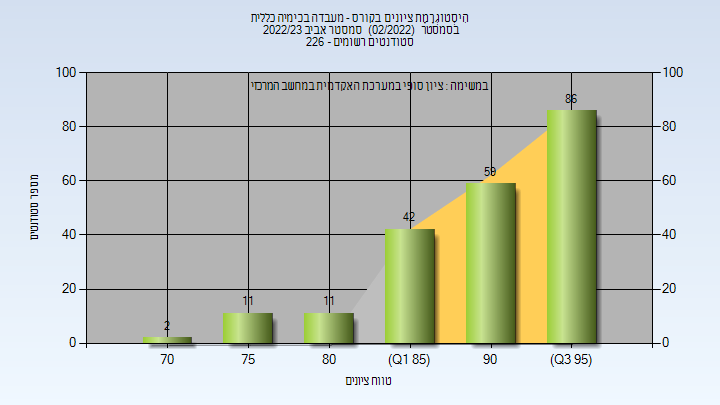 היסטוגרמת ציונים בקורס - מעבדה בכימיה כללית
בסמסטר (02/2022) סמסטר אביב 2022/23
סטודנטים רשומים - 226
במשימה : ציון סופי במערכת האקדמית במחשב המרכזי
100
80
60
40
20
0
100
80
60
40
20
0
מספר סטודנטים
2
11
11
42
59
86
70
75
80
(Q1 85)
90
(Q3 95)
טווח ציונים